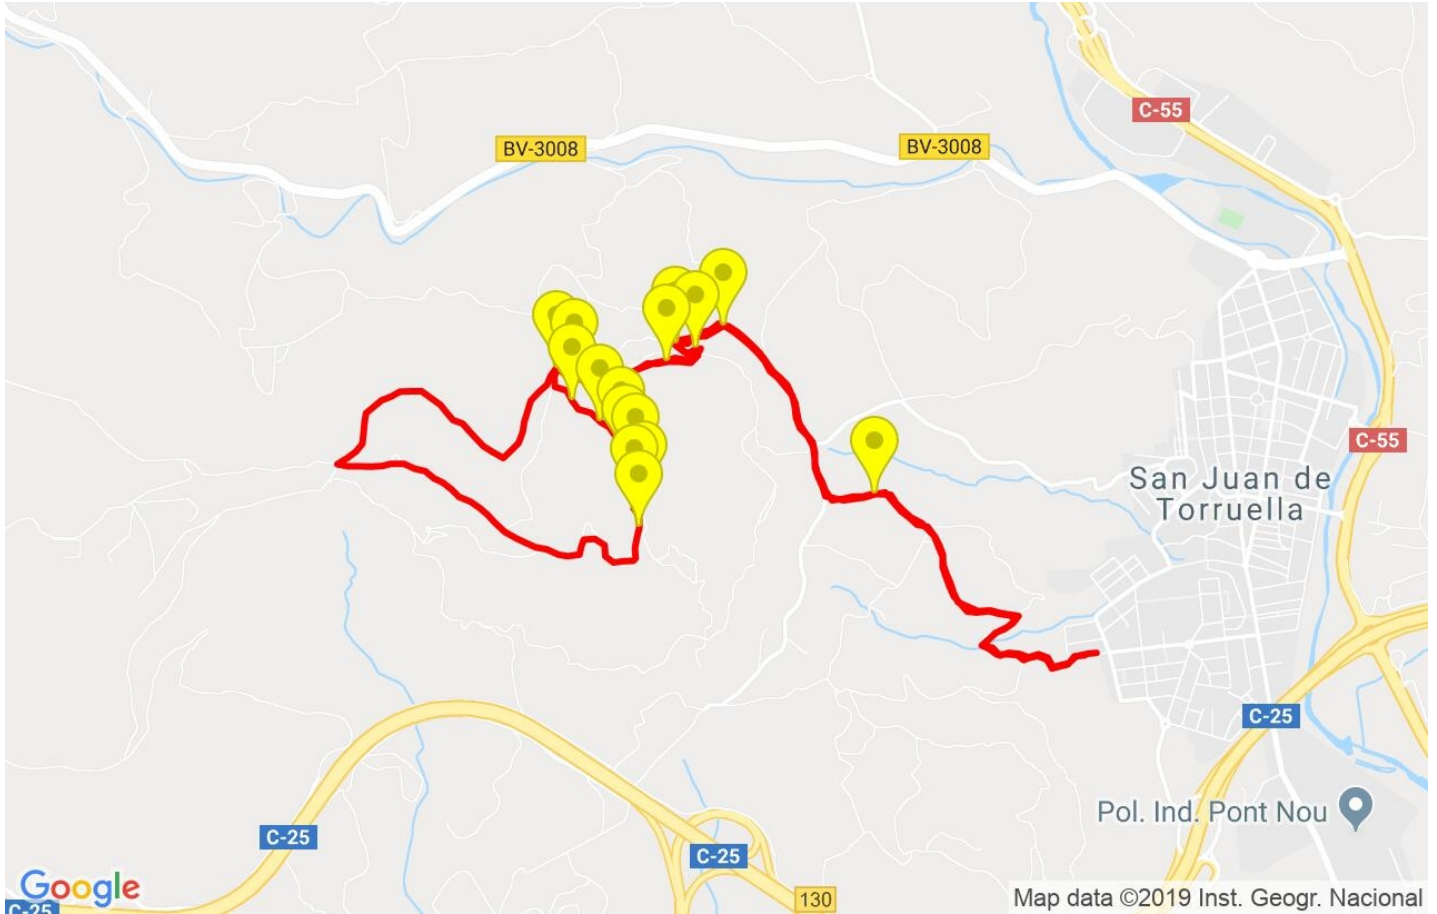 C-55
BV-3008
BV-3008
C-55
San Juan de
Torruella
C-25
Pol. Ind. Pont Nou
C-25
C-25
130
Google
C-25
Map data ©2019 Inst. Geogr. Nacional